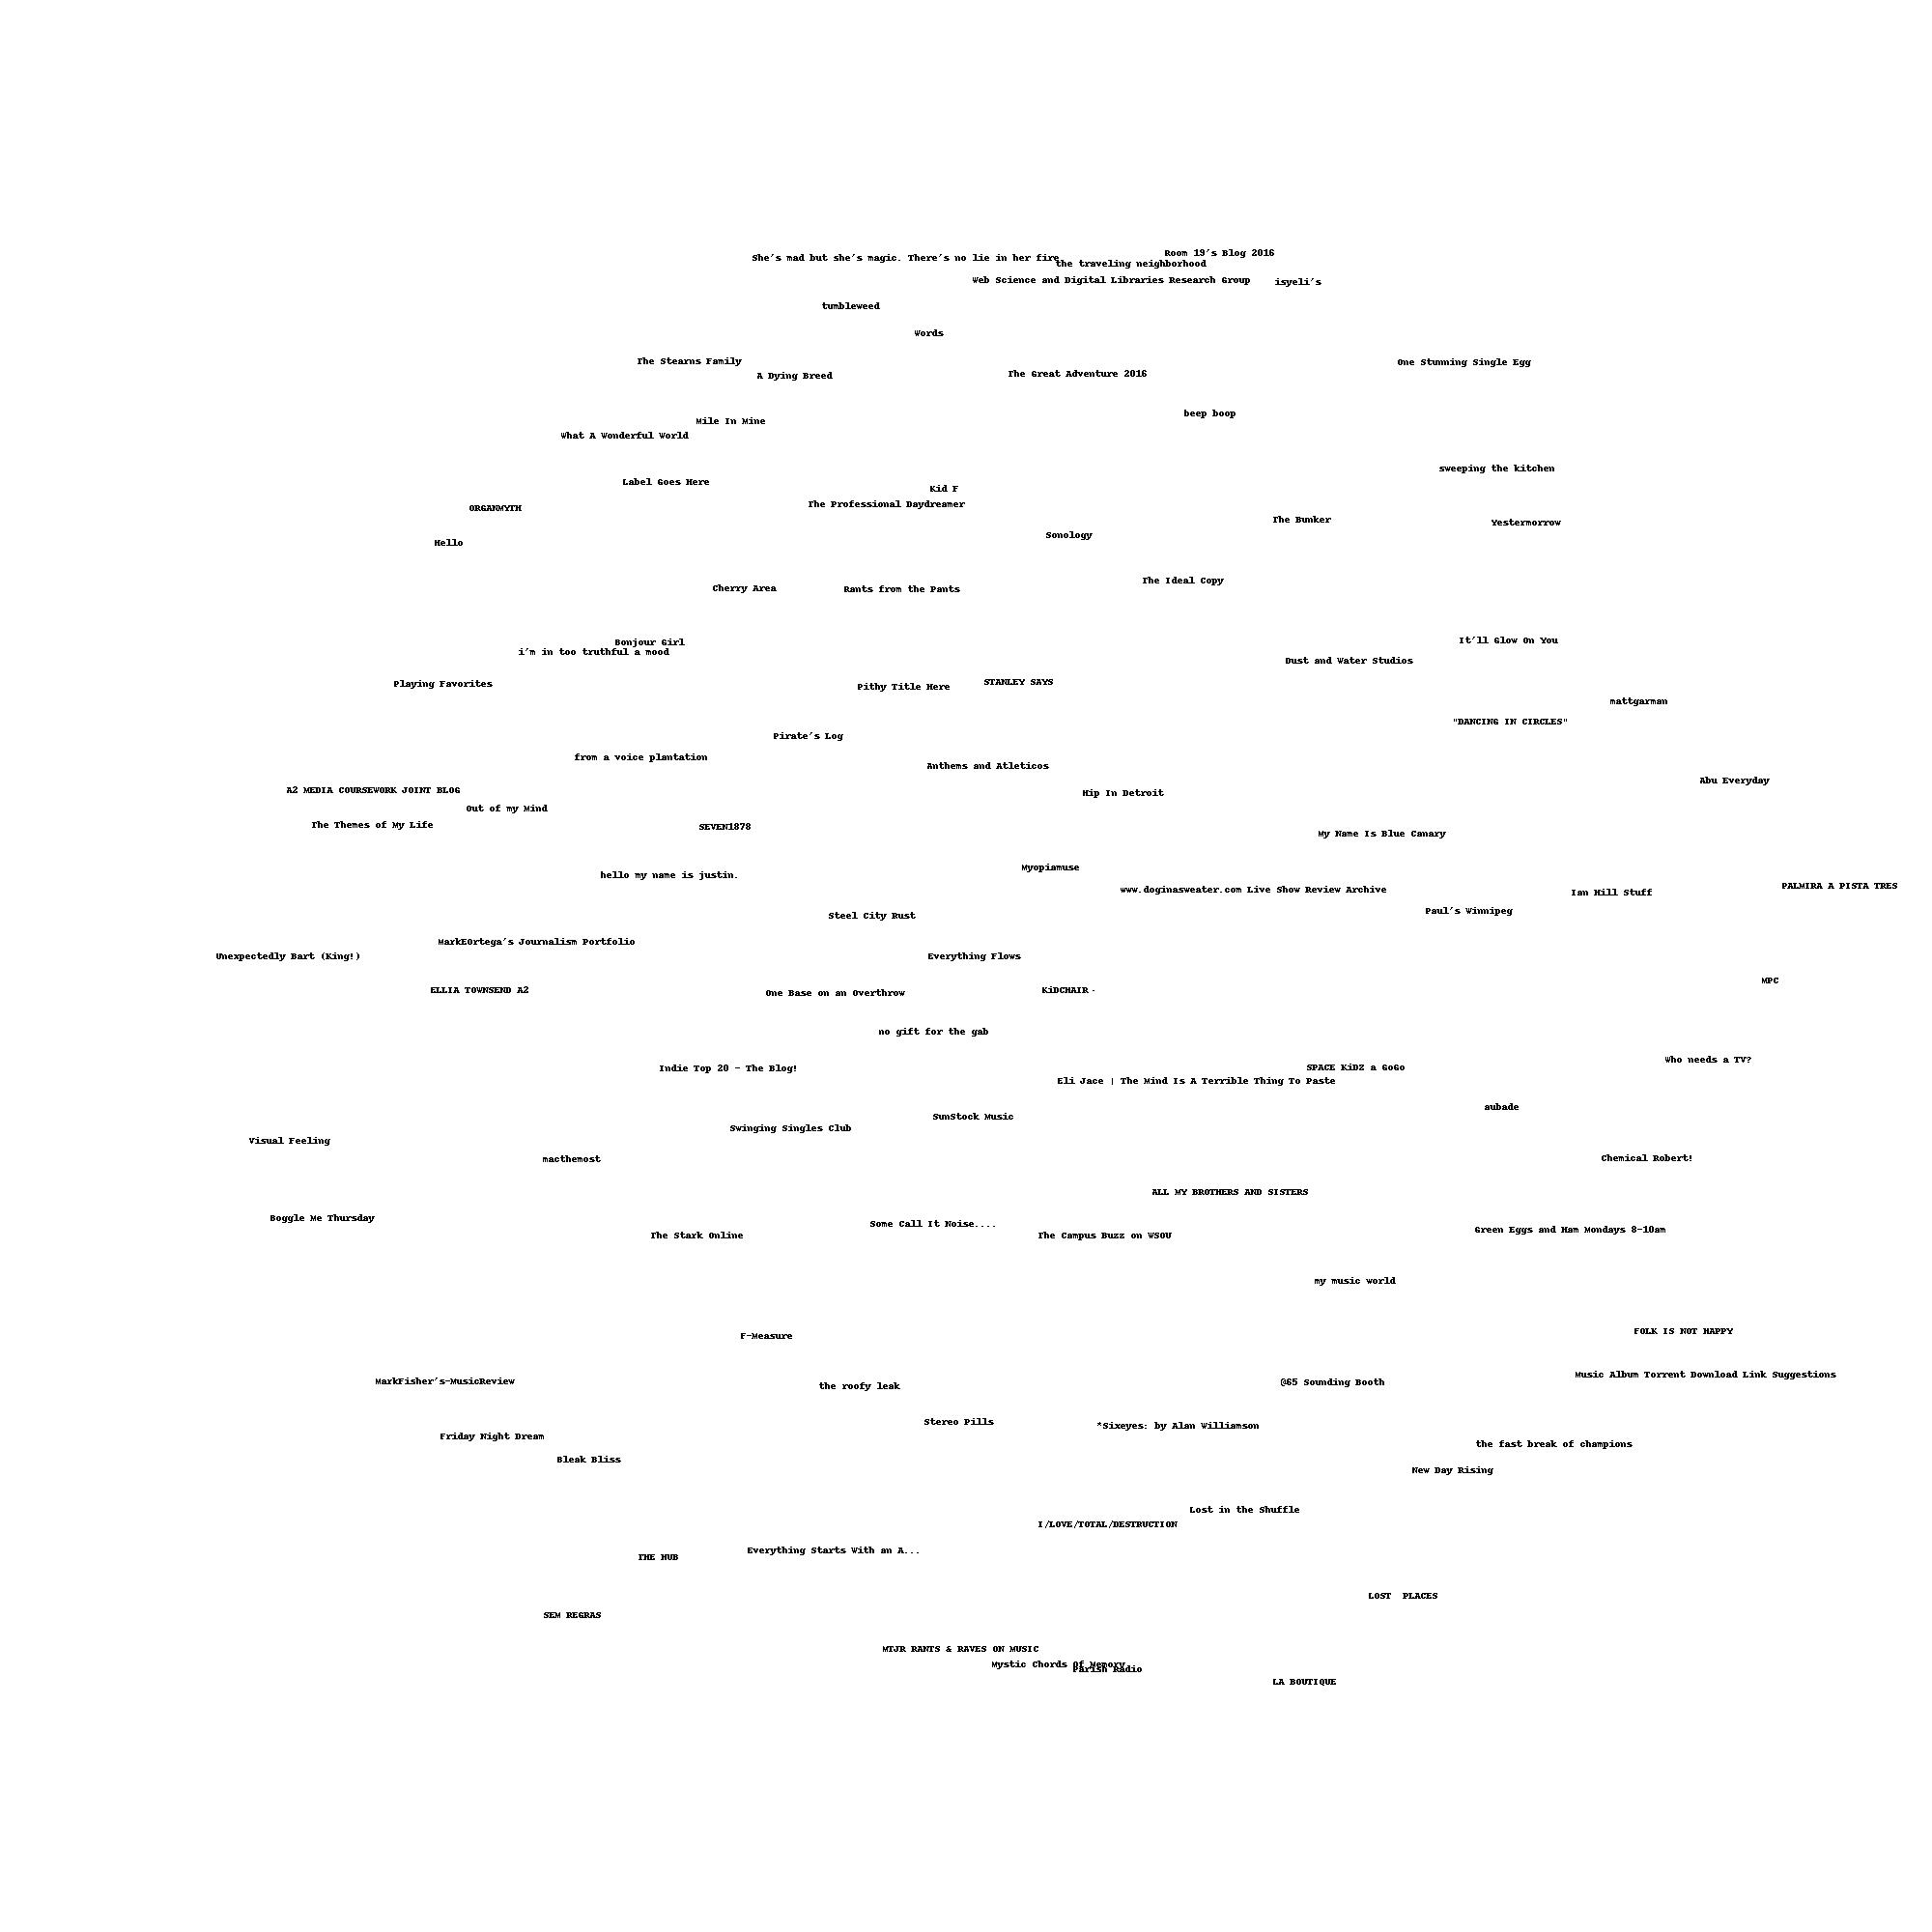 Room 19's Blog 2016
She's mad but she's magic. There's no lie in her fire.
the traveling neighborhood
Web Science and Digital Libraries Research Group
isyeli's
tumbleweed
Words
The Stearns Family
One Stunning Single Egg
A Dying Breed
The Great Adventure 2016
beep boop
Mile In Mine
What A Wonderful World
sweeping the kitchen
Label Goes Here
Kid F
The Professional Daydreamer
ORGANMYTH
The Bunker
Yestermorrow
Sonology
Hello
The Ideal Copy
Cherry Area
Rants from the Pants
It'll Glow On You
Bonjour Girl
i'm in too truthful a mood
Dust and Water Studios
STANLEY SAYS
Playing Favorites
Pithy Title Here
mattgarman
"DANCING IN CIRCLES"
Pirate's Log
from a voice plantation
Anthems and Atleticos
Abu Everyday
A2 MEDIA COURSEWORK JOINT BLOG
Hip In Detroit
Out of my Mind
The Themes of My Life
SEVEN1878
My Name Is Blue Canary
Myopiamuse
hello my name is justin.
PALMIRA A PISTA TRES
www.doginasweater.com Live Show Review Archive
Ian Hill Stuff
Paul's Winnipeg
Steel City Rust
MarkEOrtega's Journalism Portfolio
Unexpectedly Bart (King!)
Everything Flows
MPC
ELLIA TOWNSEND A2
KiDCHAIR -
One Base on an Overthrow
no gift for the gab
Who needs a TV?
SPACE KiDZ a GoGo
Indie Top 20 - The Blog!
Eli Jace | The Mind Is A Terrible Thing To Paste
aubade
SunStock Music
Swinging Singles Club
Visual Feeling
Chemical Robert!
macthemost
ALL MY BROTHERS AND SISTERS
Boggle Me Thursday
Some Call It Noise....
Green Eggs and Ham Mondays 8-10am
The Stark Online
The Campus Buzz on WSOU
my music world
FOLK IS NOT HAPPY
F-Measure
Music Album Torrent Download Link Suggestions
MarkFisher's-MusicReview
@65 Sounding Booth
the roofy leak
Stereo Pills
*Sixeyes: by Alan Williamson
Friday Night Dream
the fast break of champions
Bleak Bliss
New Day Rising
Lost in the Shuffle
I/LOVE/TOTAL/DESTRUCTION
Everything Starts With an A...
THE HUB
LOST  PLACES
SEM REGRAS
MTJR RANTS & RAVES ON MUSIC
Mystic Chords Of Memory
Parish Radio
LA BOUTIQUE